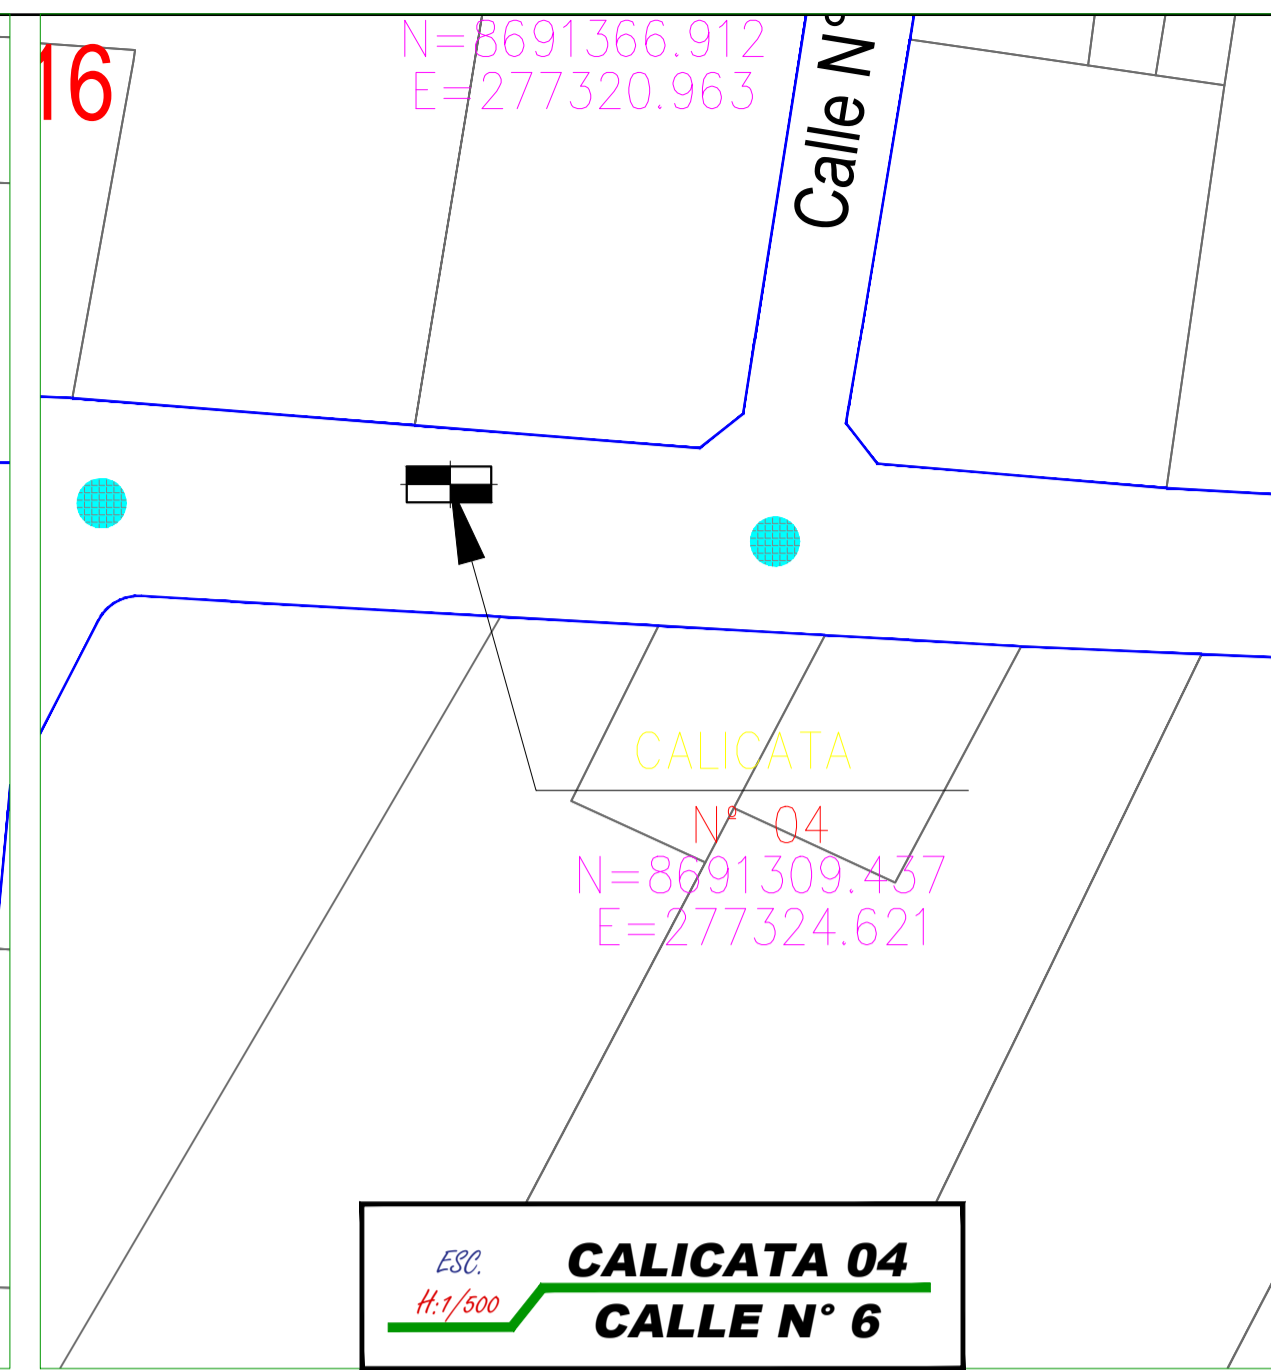 N=8691366.912
E=277320.963
16
Calle N°
CALICATA
Nº 04
N=8691309.437
E=277324.621
ESC.
H:1/500
CALICATA 04
CALLE N° 6